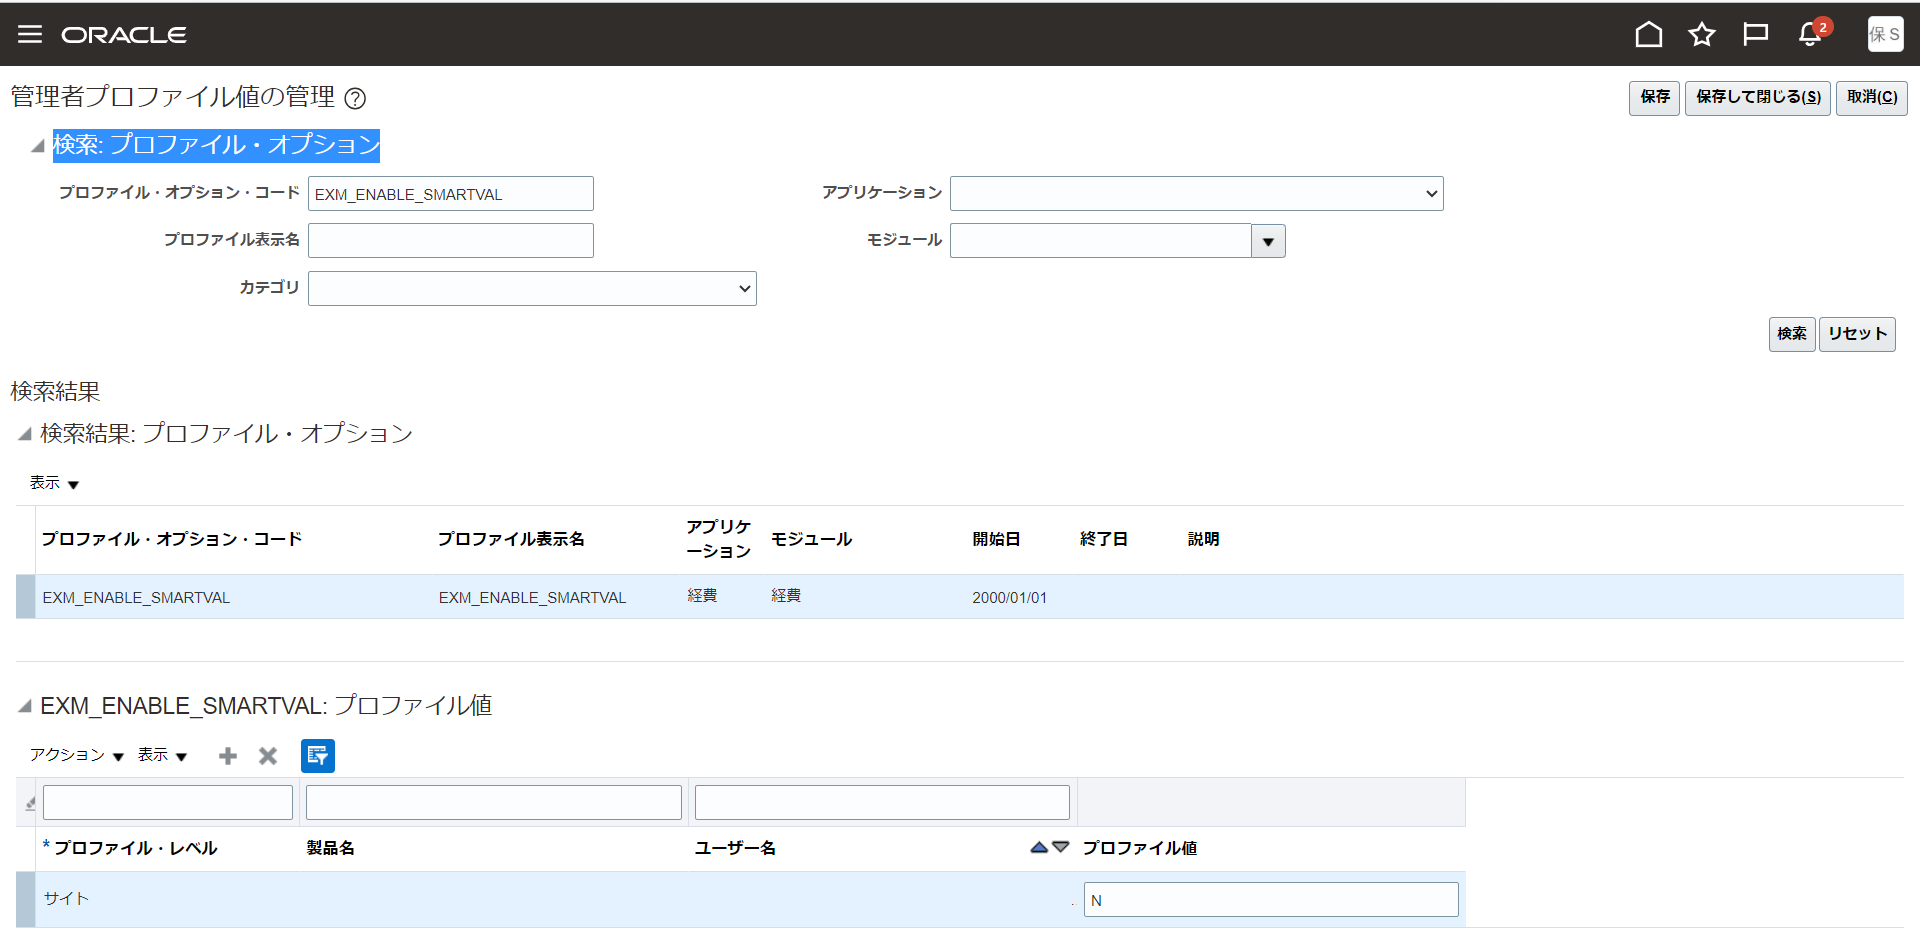 ORACLE
2
保 S
管理者プロファイル値の管理 ?
保存 保存して閉じる(S) 取消(C)
検索: プロファイル・オプション
プロファイル・オプション・コード EXM_ENABLE_SMARTVAL アプリケーション
プロファイル表示名 モジュール
カテゴリ
検索 リセット
検索結果
検索結果: プロファイル・オプション
表示
プロファイル・オプション・コード プロファイル表示名 アプリケーション モジュール 開始日 終了日 説明
EXM_ENABLE_SMARTVAL EXM_ENABLE_SMARTVAL 経費 経費 2000/01/01
EXM_ENABLE_SMARTVAL: プロファイル値
アクション 表示
* プロファイル・レベル 製品名 ユーザー名 プロファイル値
サイト N